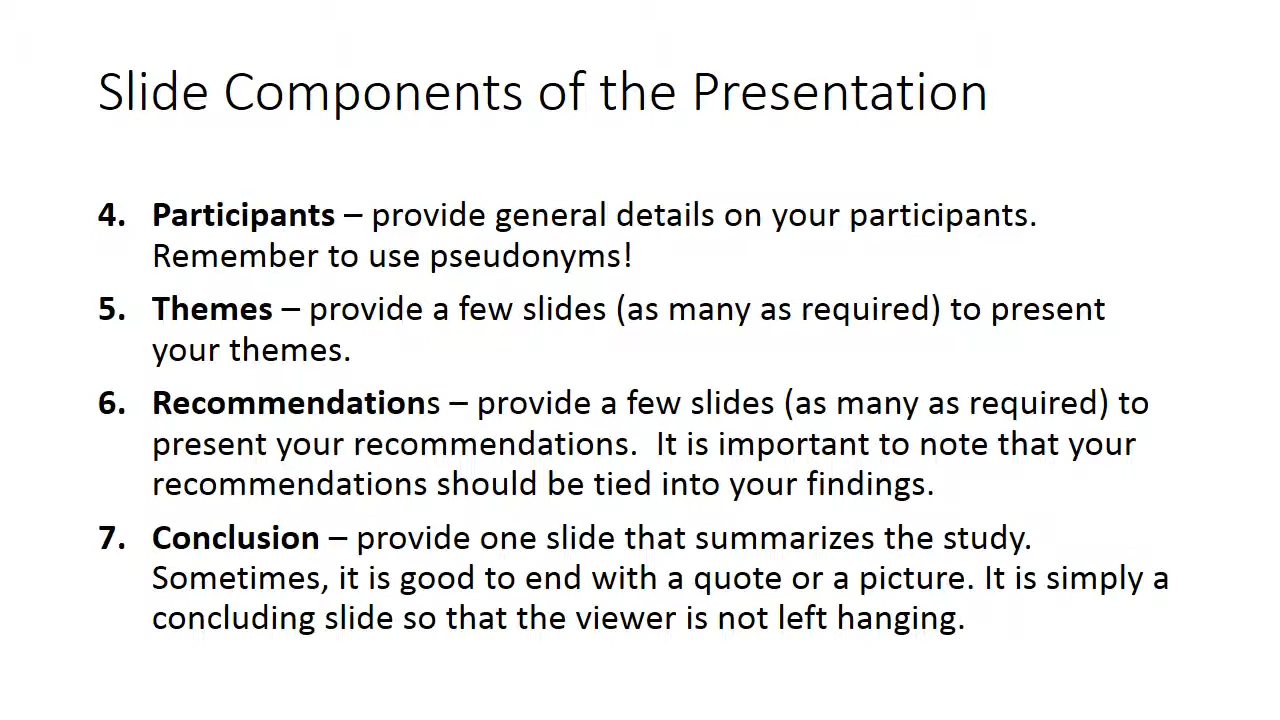 Slide Components of the Presentation
4. Participants – provide general details on your participants.
Remember to use pseudonyms!
5. Themes – provide a few slides (as many as required) to present
your themes.
6. Recommendations – provide a few slides (as many as required) to
present your recommendations.  It is important to note that your
recommendations should be tied into your findings.
7. Conclusion – provide one slide that summarizes the study.
Sometimes, it is good to end with a quote or a picture. It is simply a
concluding slide so that the viewer is not left hanging.